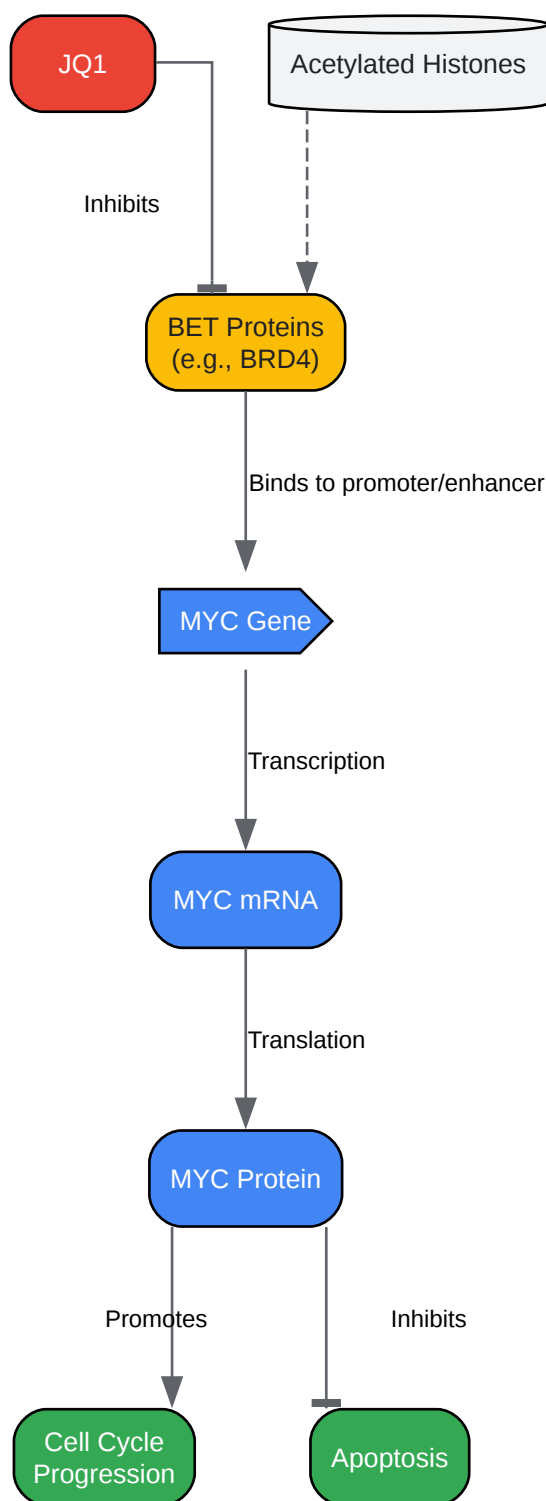 JQ1
Acetylated Histones
Inhibits
BET Proteins
(e.g., BRD4)
Binds to promoter/enhancer
MYC Gene
Transcription
MYC mRNA
Translation
MYC Protein
Promotes
Inhibits
Cell Cycle
Progression
Apoptosis